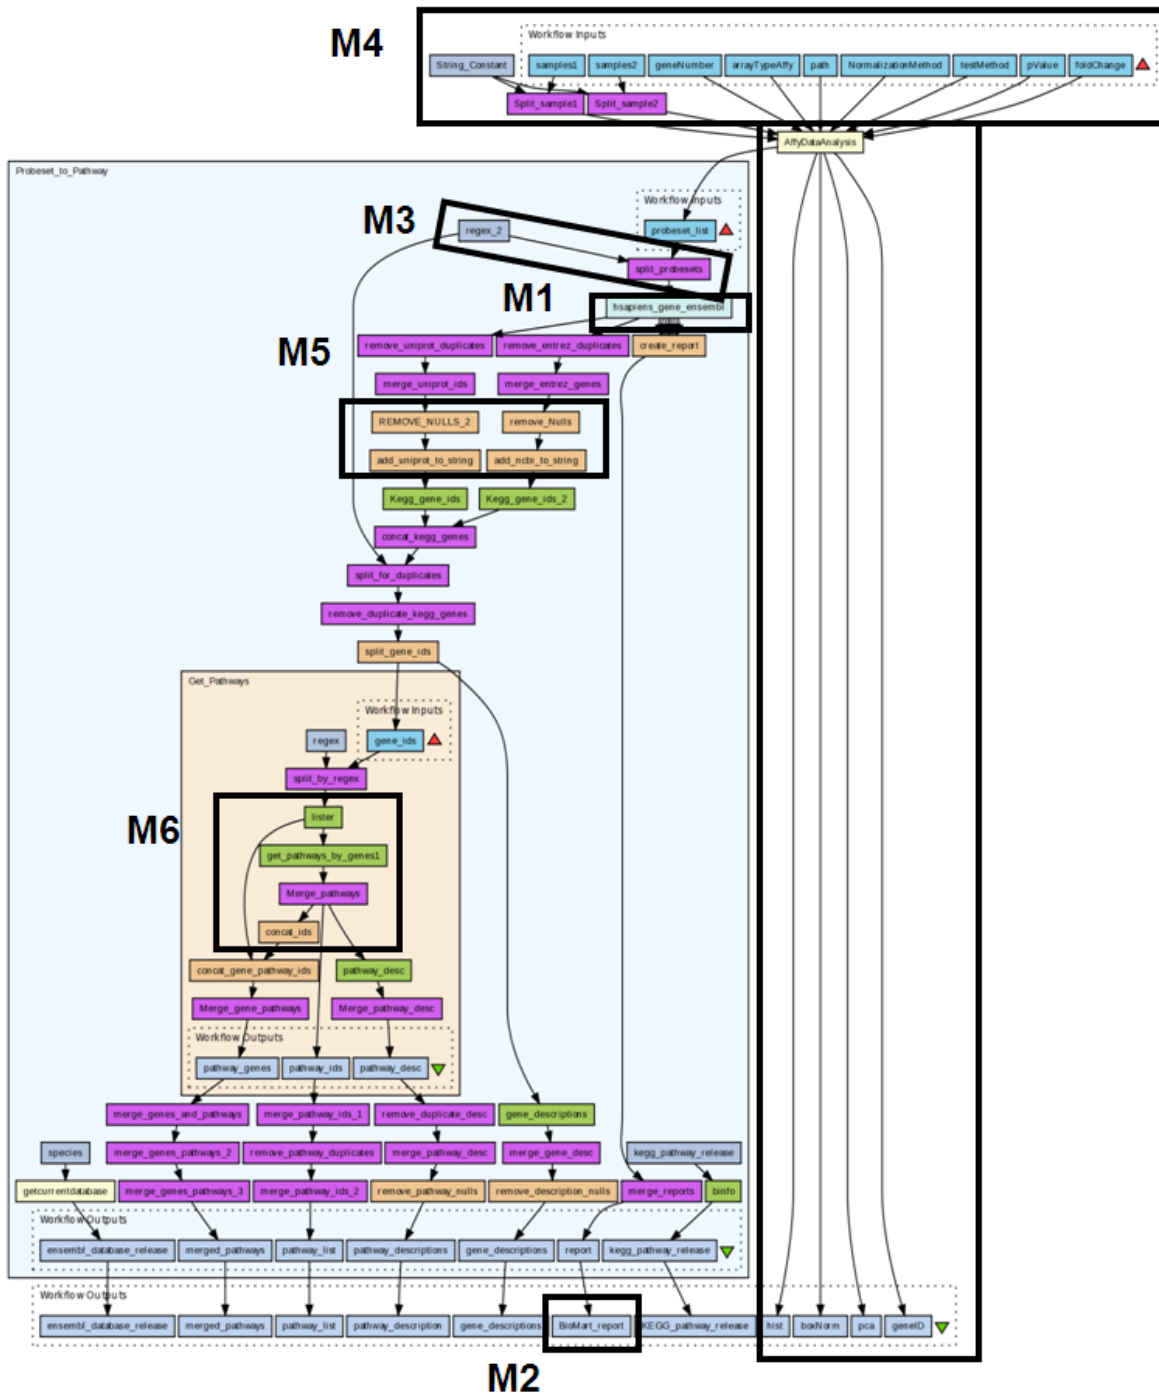 M4
Workflow Inputs
String_Constant samples1 samples2 geneNumber arrayTypeAffy path NormalizationMethod testMethod pValue foldChange
Split_sample1 Split_sample2
AffyDataAnalysis
Probeset_to_Pathway
Workflow Inputs
M3
regex_2 probeset_list
split_probesets
M1
hsapiens_gene_ensembl
M5
remove_uniprot_duplicates remove_entrez_duplicates create_report
merge_uniprot_ids merge_entrez_genes
REMOVE_NULLS_2 remove_Nulls
add_uniprot_to_string add_ncbi_to_string
Kegg_gene_ids Kegg_gene_ids_2
concat_kegg_genes
split_for_duplicates
remove_duplicate_kegg_genes
split_gene_ids
Get_Pathways
Workflow Inputs
regex gene_ids
split_by_regex
M6
lister
get_pathways_by_genes1
Merge_pathways
concat_ids
concat_gene_pathway_ids pathway_desc
Merge_gene_pathways Merge_pathway_desc
Workflow Outputs
pathway_genes pathway_ids pathway_desc
merge_genes_and_pathways merge_pathway_ids_1 remove_duplicate_desc gene_descriptions
species merge_genes_pathways_2 remove_pathway_duplicates merge_pathway_desc merge_gene_desc kegg_pathway_release
getcurrentdatabase merge_genes_pathways_3 merge_pathway_ids_2 remove_pathway_nulls remove_description_nulls merge_reports binfo
Workflow Outputs
ensembl_database_release merged_pathways pathway_list pathway_descriptions gene_descriptions report kegg_pathway_release
Workflow Outputs
ensembl_database_release merged_pathways pathway_list pathway_description gene_descriptions BioMart_report KEGG_pathway_release hist boxNorm pca geneID
M2